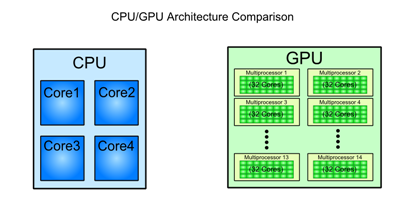 CPU/GPU Architecture Comparison
CPU
Core1 Core2
Core3 Core4
GPU
Multiprocessor 1 Multiprocessor 2
(32 Cores) (32 Cores)
Multiprocessor 3 Multiprocessor 4
(32 Cores) (32 Cores)
Multiprocessor 13 Multiprocessor 14
(32 Cores) (32 Cores)